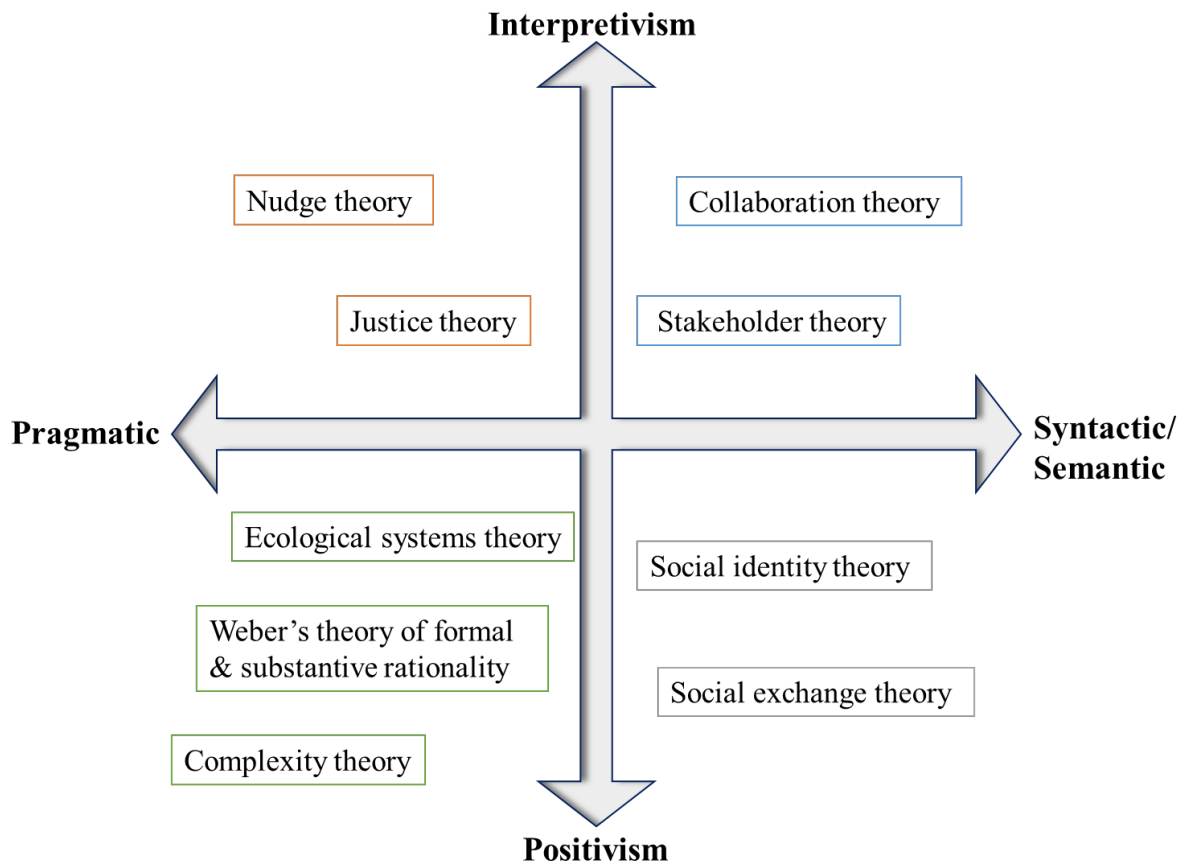 Interpretivism
Nudge theory
Collaboration theory
Justice theory
Stakeholder theory
Pragmatic
Syntactic/
Semantic
Ecological systems theory
Social identity theory
Weber’s theory of formal
& substantive rationality
Social exchange theory
Complexity theory
Positivism